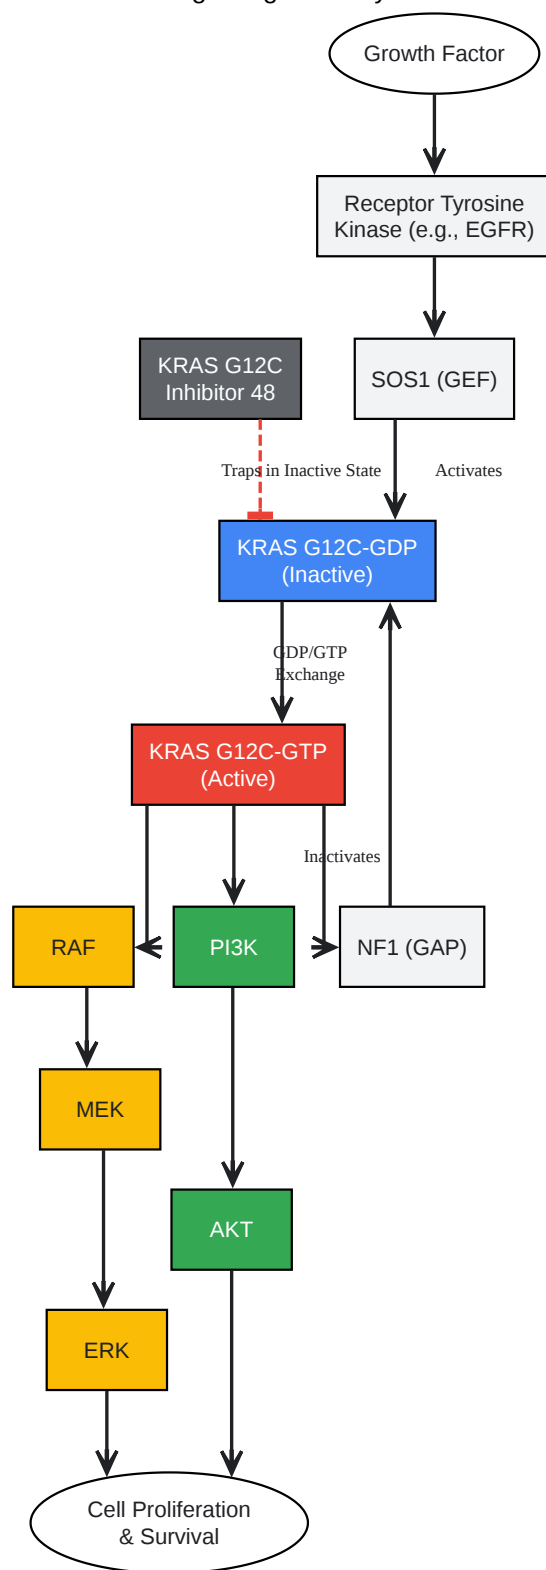 Growth Factor
Receptor Tyrosine
Kinase (e.g., EGFR)
KRAS G12C
Inhibitor 48
SOS1 (GEF)
Traps in Inactive State
Activates
KRAS G12C-GDP
(Inactive)
GDP/GTP
Exchange
KRAS G12C-GTP
(Active)
Inactivates
RAF
PI3K
NF1 (GAP)
MEK
AKT
ERK
Cell Proliferation
& Survival